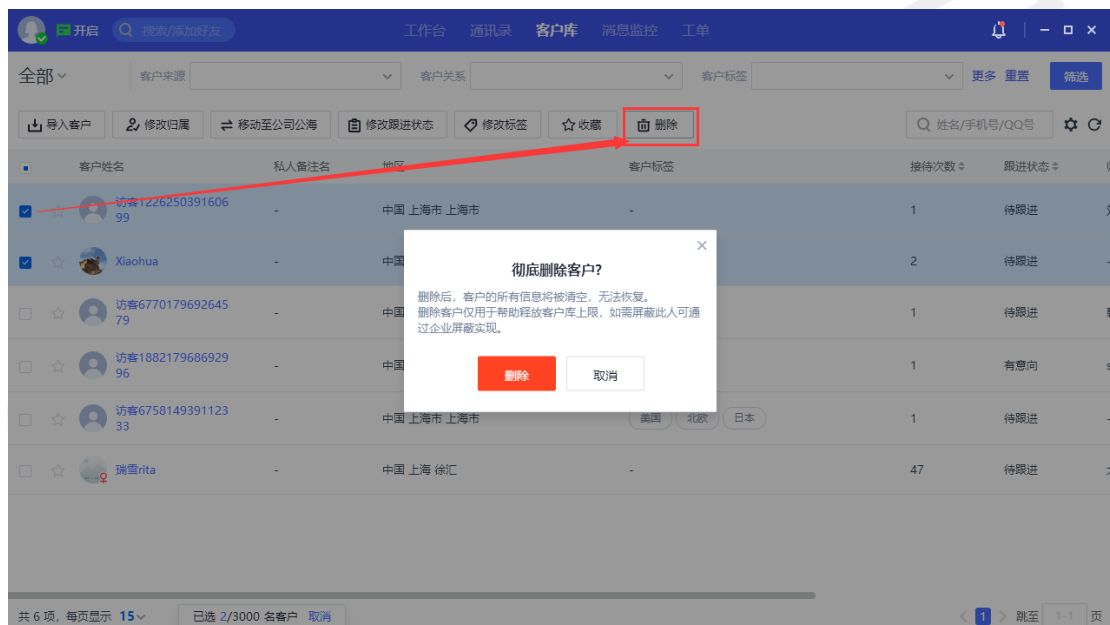 开启 搜索/添加好友 工作台 通讯录 客户库 消息监控 工单
全部 客户来源 客户关系 客户标签 更多 重置 筛选
导入客户 修改归属 移动至公司公海 修改跟进状态 修改标签 收藏 删除 姓名/手机号/QQ号
客户姓名 私人备注名 地区 客户标签 接待次数 跟进状态
访客1226250391606
99 - 中国 上海市 上海市 - 1 待跟进
Xiaohua - 中国 2 待跟进
访客6770179692645
79 - 中国 1 待跟进
访客1882179686929
96 - 中国 1 有意向
访客6758149391123
33 - 中国 上海市 上海市 美国 北欧 日本 1 待跟进
瑞雪rita - 中国 上海 徐汇 - 47 待跟进
彻底删除客户?
删除后，客户的所有信息将被清空，无法恢复。
删除客户仅用于帮助释放客户库上限，如需屏蔽此人可通
过企业屏蔽实现。
删除 取消
共 6 项，每页显示 15 已选 2/3000 名客户 取消 1 跳至 1-1 页